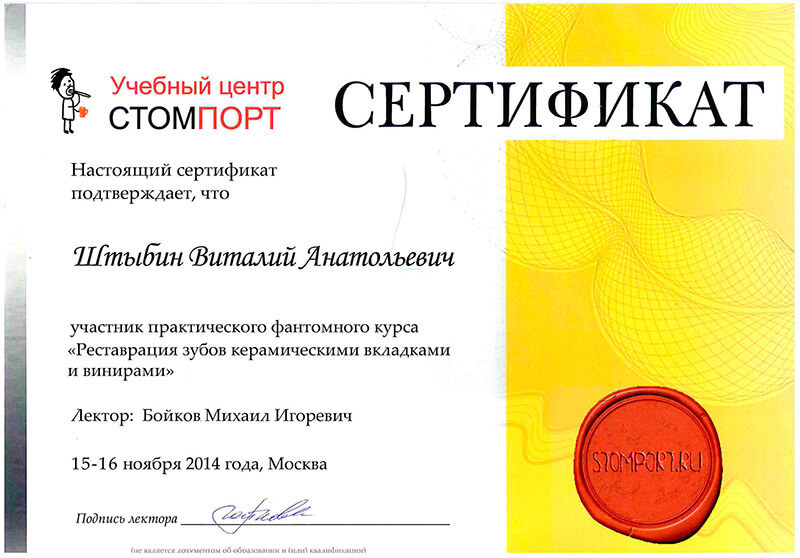 Учебный центр
СТОМПОРТ
СЕРТИФИКАТ
Настоящий сертификат
подтверждает, что
Штыбин Виталий Анатольевич
участник практического фантомного курса
«Реставрация зубов керамическими вкладками
и винирами»
Лектор: Бойков Михаил Игоревич
15-16 ноября 2014 года, Москва
STOMPORT.RU
Подпись лектора
(не является документом об образовании и (или) квалификации)